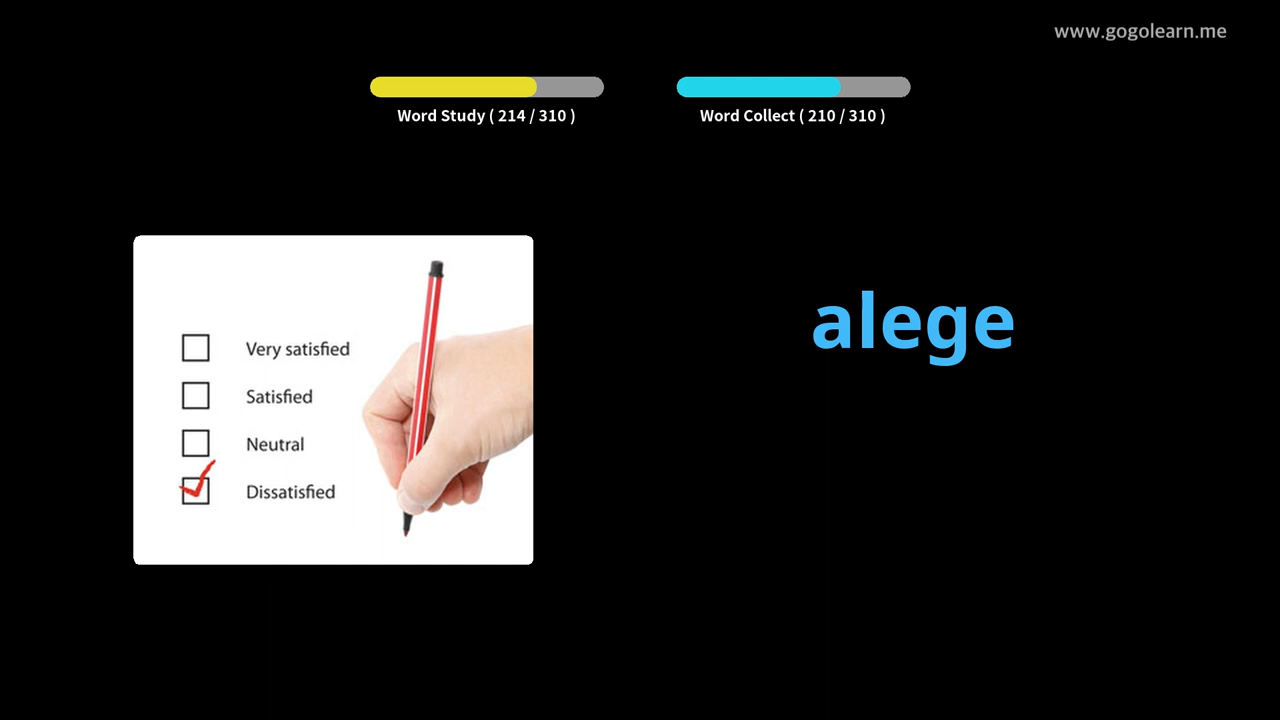 www.gogolearn.me
Word Study ( 214 / 310 )
Word Collect ( 210 / 310 )
Very satisfied
Satisfied
Neutral
Dissatisfied
alege